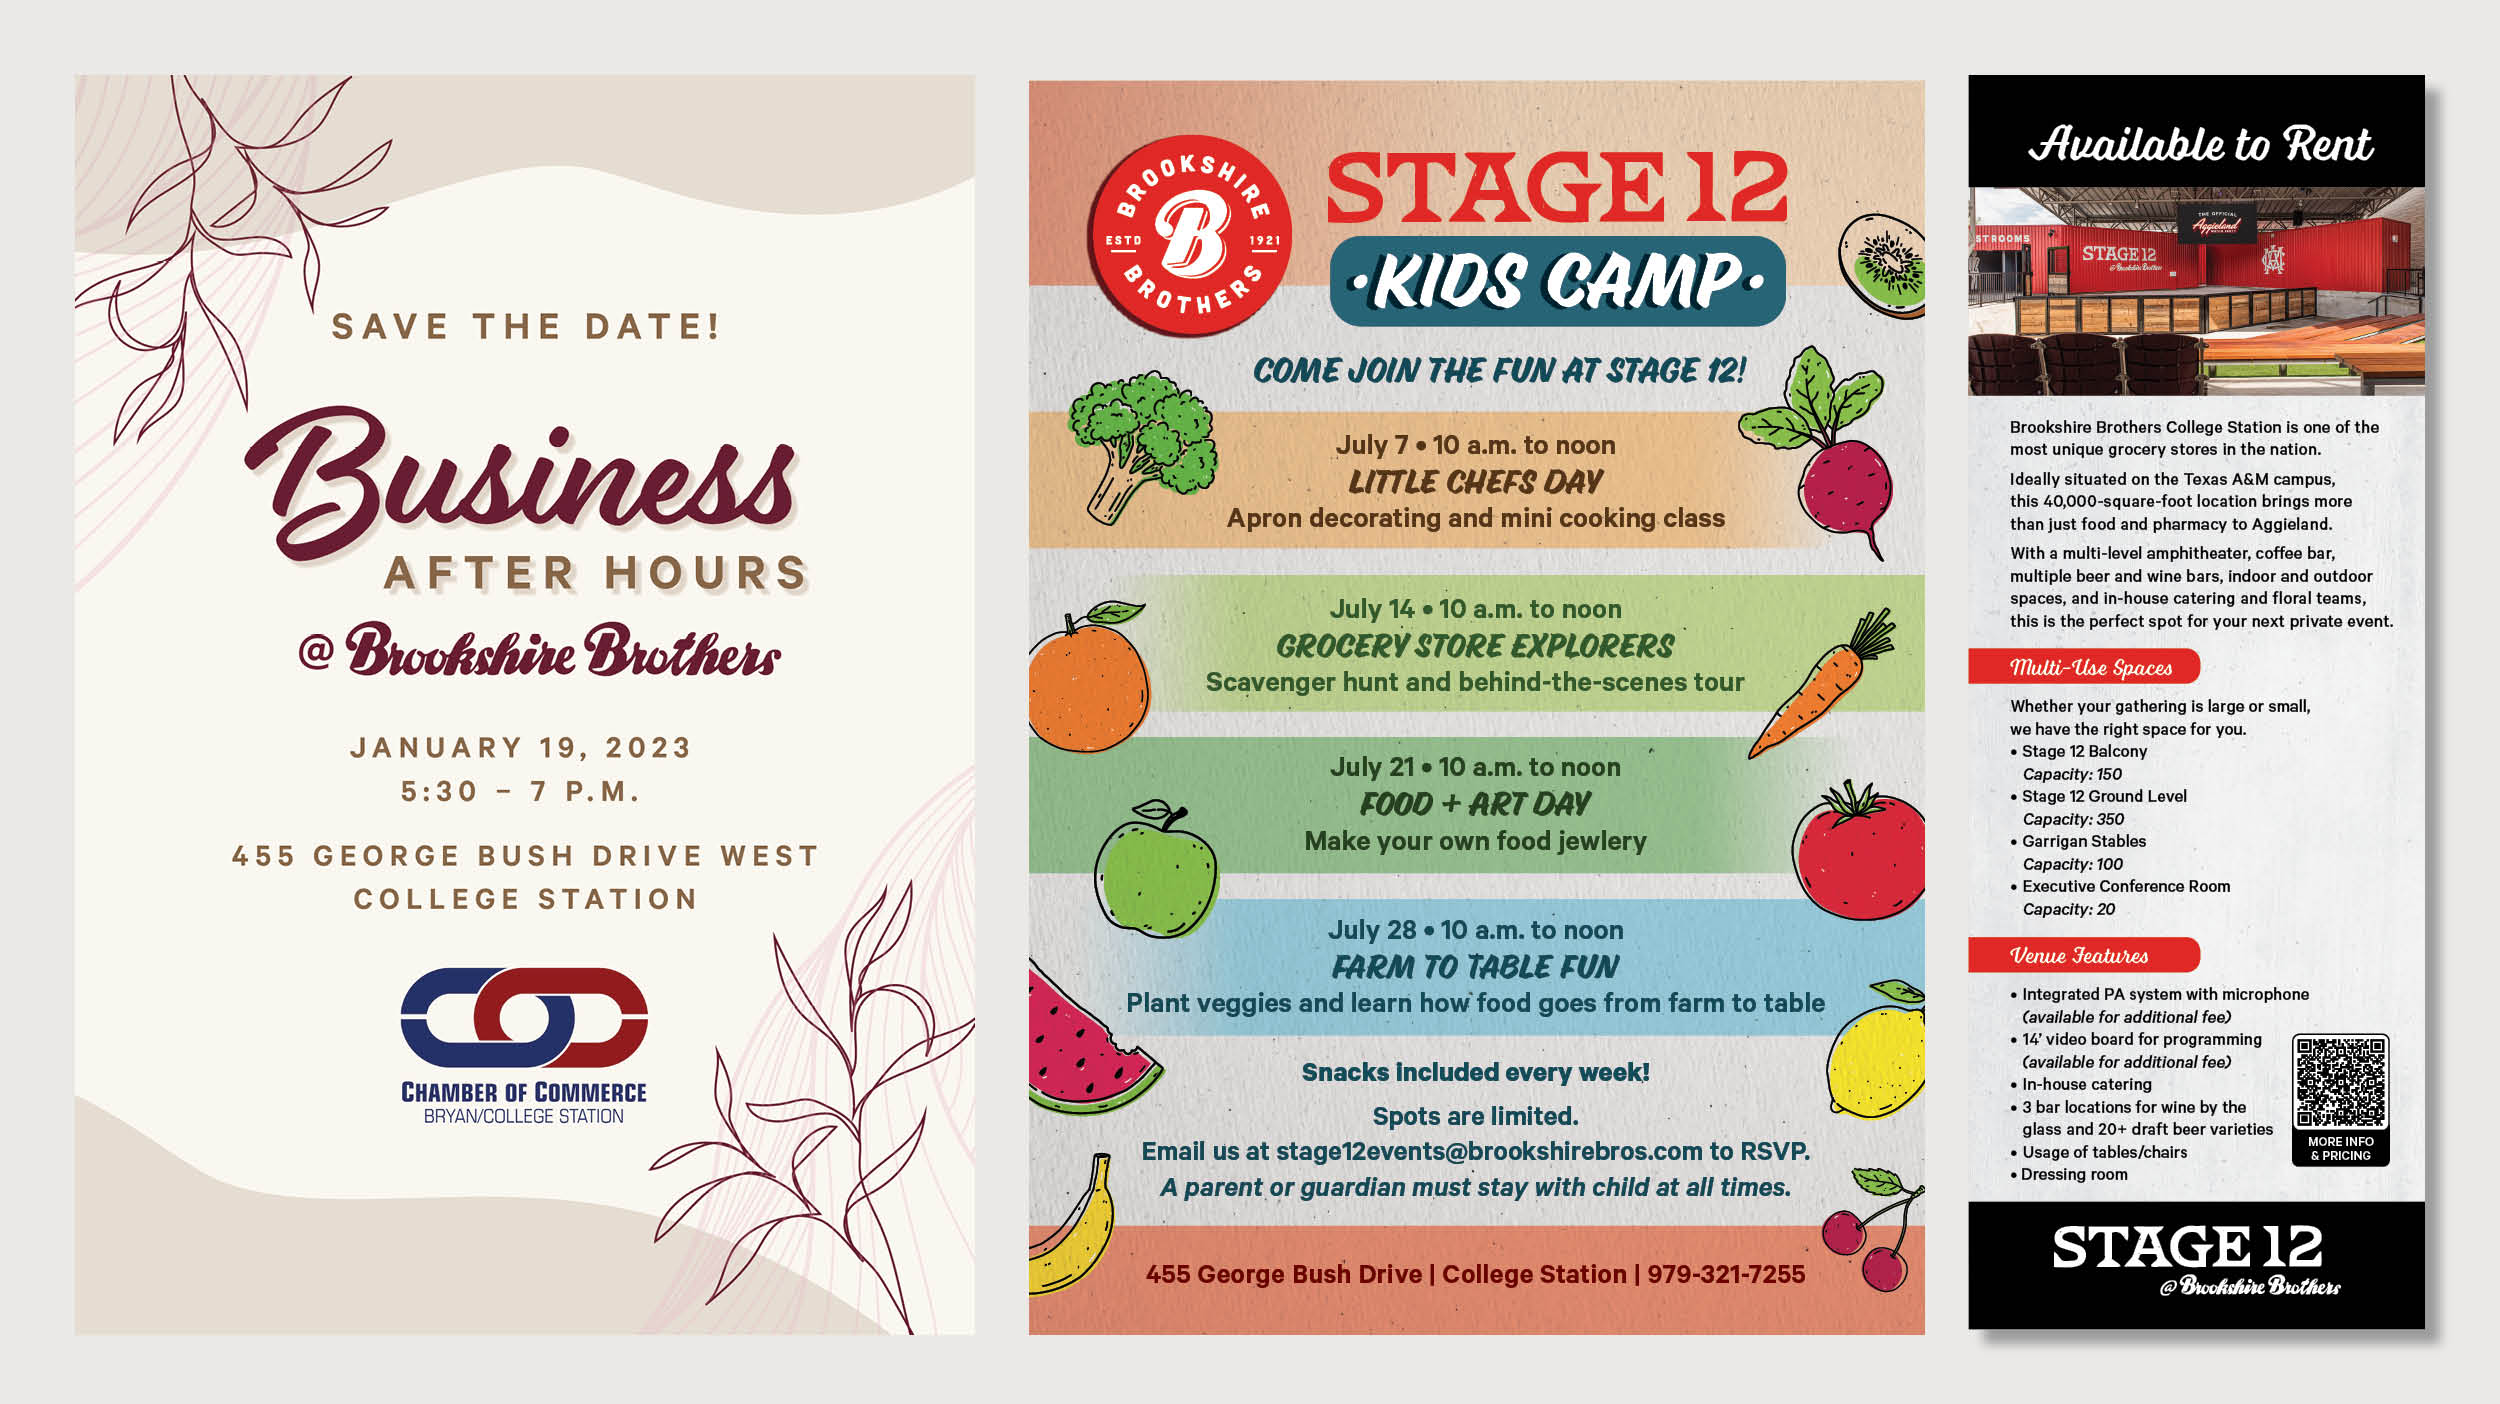 SAVE THE DATE!
Business
AFTER HOURS
@ Brookshire Brothers
JANUARY 19, 2023
5:30 – 7 P.M.
455 GEORGE BUSH DRIVE WEST
COLLEGE STATION
CHAMBER OF COMMERCE
BRYAN/COLLEGE STATION
BROOKSHIRE
ESTD B 1921
BROTHERS
STAGE 12
•KIDS CAMP•
COME JOIN THE FUN AT STAGE 12!
July 7 • 10 a.m. to noon
LITTLE CHEFS DAY
Apron decorating and mini cooking class
July 14 • 10 a.m. to noon
GROCERY STORE EXPLORERS
Scavenger hunt and behind-the-scenes tour
July 21 • 10 a.m. to noon
FOOD + ART DAY
Make your own food jewlery
July 28 • 10 a.m. to noon
FARM TO TABLE FUN
Plant veggies and learn how food goes from farm to table
Snacks included every week!
Spots are limited.
Email us at stage12events@brookshirebros.com to RSVP.
A parent or guardian must stay with child at all times.
455 George Bush Drive | College Station | 979-321-7255
Available to Rent
THE OFFICIAL
Aggieland
STROOMS
STAGE 12
@ Brookshire Brothers
Brookshire Brothers College Station is one of the
most unique grocery stores in the nation.
Ideally situated on the Texas A&M campus,
this 40,000-square-foot location brings more
than just food and pharmacy to Aggieland.
With a multi-level amphitheater, coffee bar,
multiple beer and wine bars, indoor and outdoor
spaces, and in-house catering and floral teams,
this is the perfect spot for your next private event.
Multi-Use Spaces
Whether your gathering is large or small,
we have the right space for you.
• Stage 12 Balcony
Capacity: 150
• Stage 12 Ground Level
Capacity: 350
• Garrigan Stables
Capacity: 100
• Executive Conference Room
Capacity: 20
Venue Features
• Integrated PA system with microphone
(available for additional fee)
• 14' video board for programming
(available for additional fee)
• In-house catering
• 3 bar locations for wine by the
glass and 20+ draft beer varieties
• Usage of tables/chairs
• Dressing room
MORE INFO
& PRICING
STAGE 12
@ Brookshire Brothers